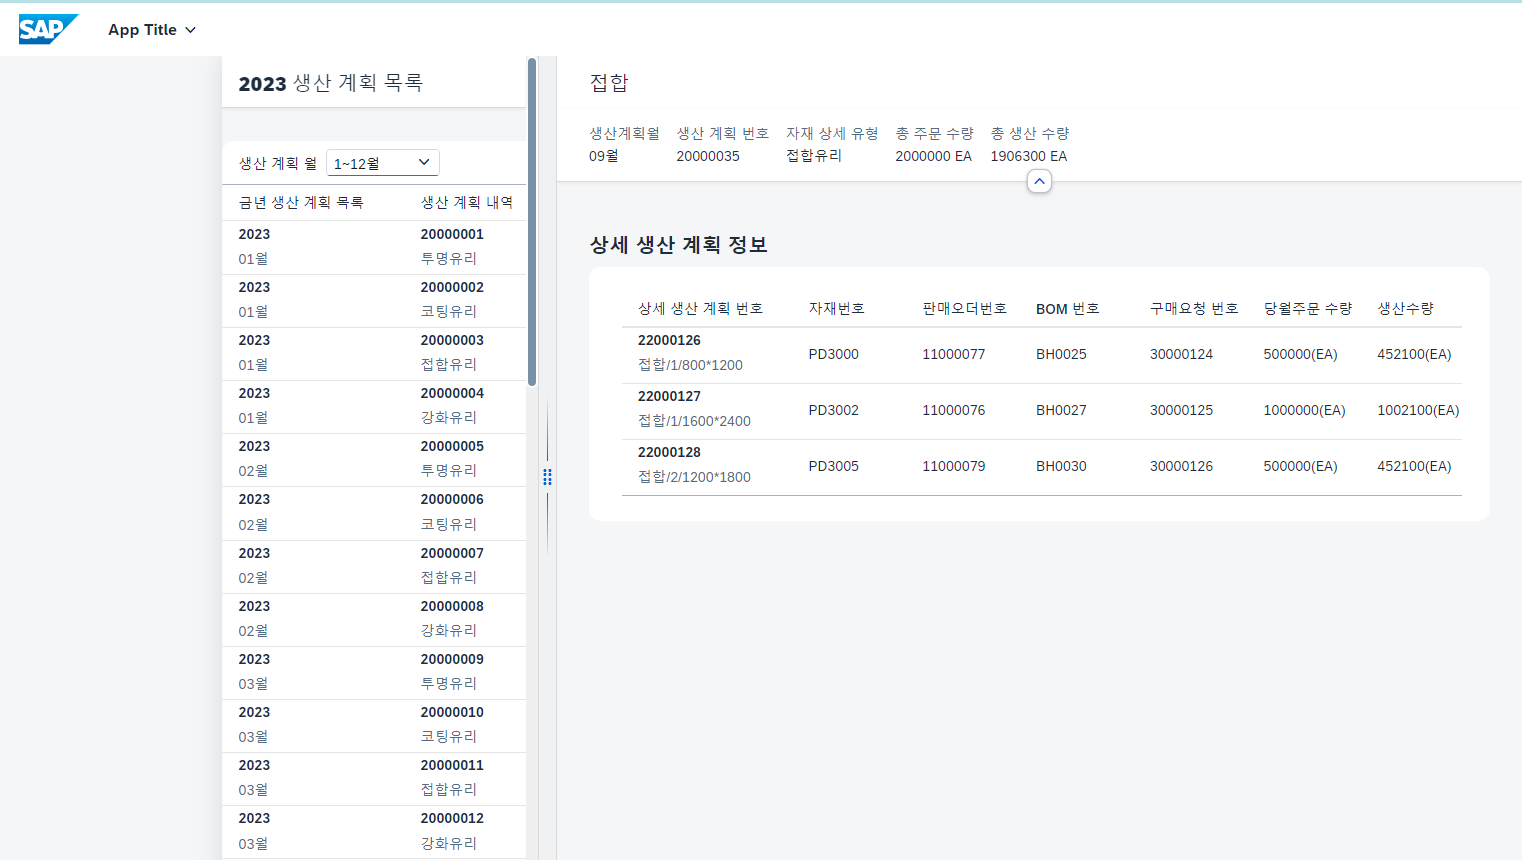 SAP App Title
2023 생산 계획 목록
생산 계획 월 1~12월
금년 생산 계획 목록 생산 계획 내역
2023 20000001
01월 투명유리
2023 20000002
01월 코팅유리
2023 20000003
01월 접합유리
2023 20000004
01월 강화유리
2023 20000005
02월 투명유리
2023 20000006
02월 코팅유리
2023 20000007
02월 접합유리
2023 20000008
02월 강화유리
2023 20000009
03월 투명유리
2023 20000010
03월 코팅유리
2023 20000011
03월 접합유리
2023 20000012
03월 강화유리
접합
생산계획월 생산 계획 번호 자재 상세 유형 총 주문 수량 총 생산 수량
09월 20000035 접합유리 2000000 EA 1906300 EA
상세 생산 계획 정보
상세 생산 계획 번호 자재번호 판매오더번호 BOM 번호 구매요청 번호 당월주문 수량 생산수량
22000126
접합/1/800*1200 PD3000 11000077 BH0025 30000124 500000(EA) 452100(EA)
22000127
접합/1/1600*2400 PD3002 11000076 BH0027 30000125 1000000(EA) 1002100(EA)
22000128
접합/2/1200*1800 PD3005 11000079 BH0030 30000126 500000(EA) 452100(EA)